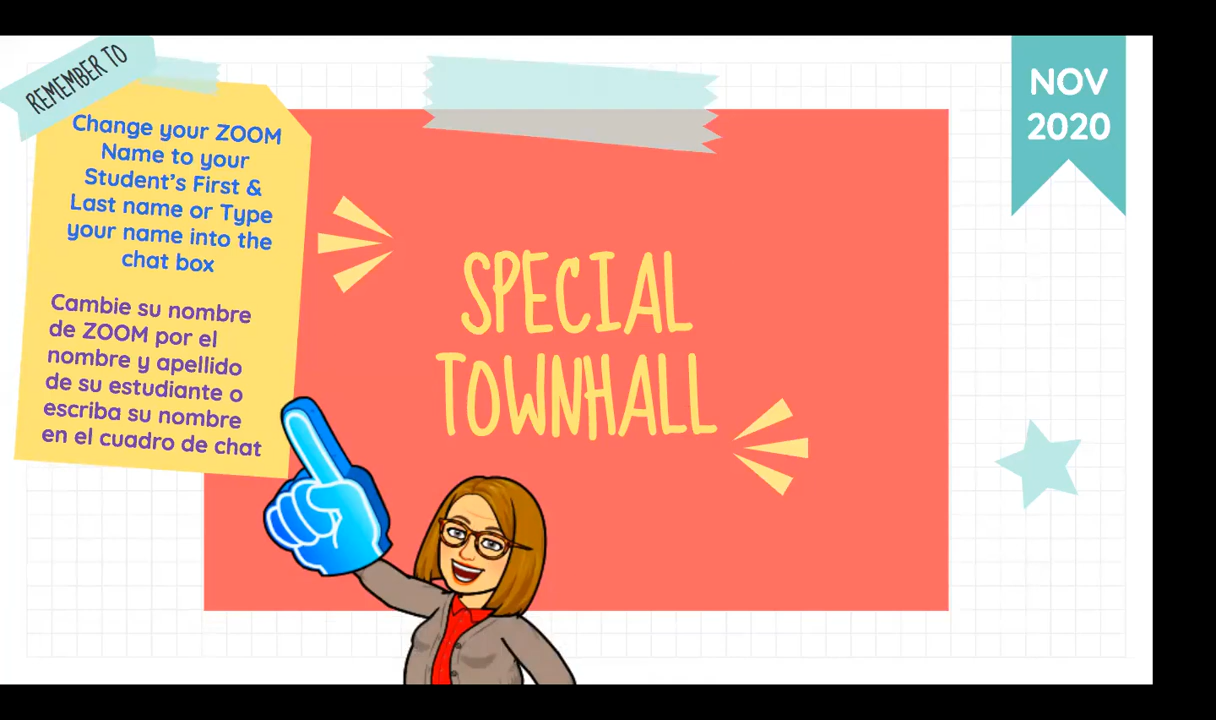 REMEMBER TO
Change your ZOOM
Name to your
Student's First &
Last name or Type
your name into the
chat box
Cambie su nombre
de ZOOM por el
nombre y apellido
de su estudiante o
escriba su nombre
en el cuadro de chat
SPECIAL
TOWNHALL
NOV
2020